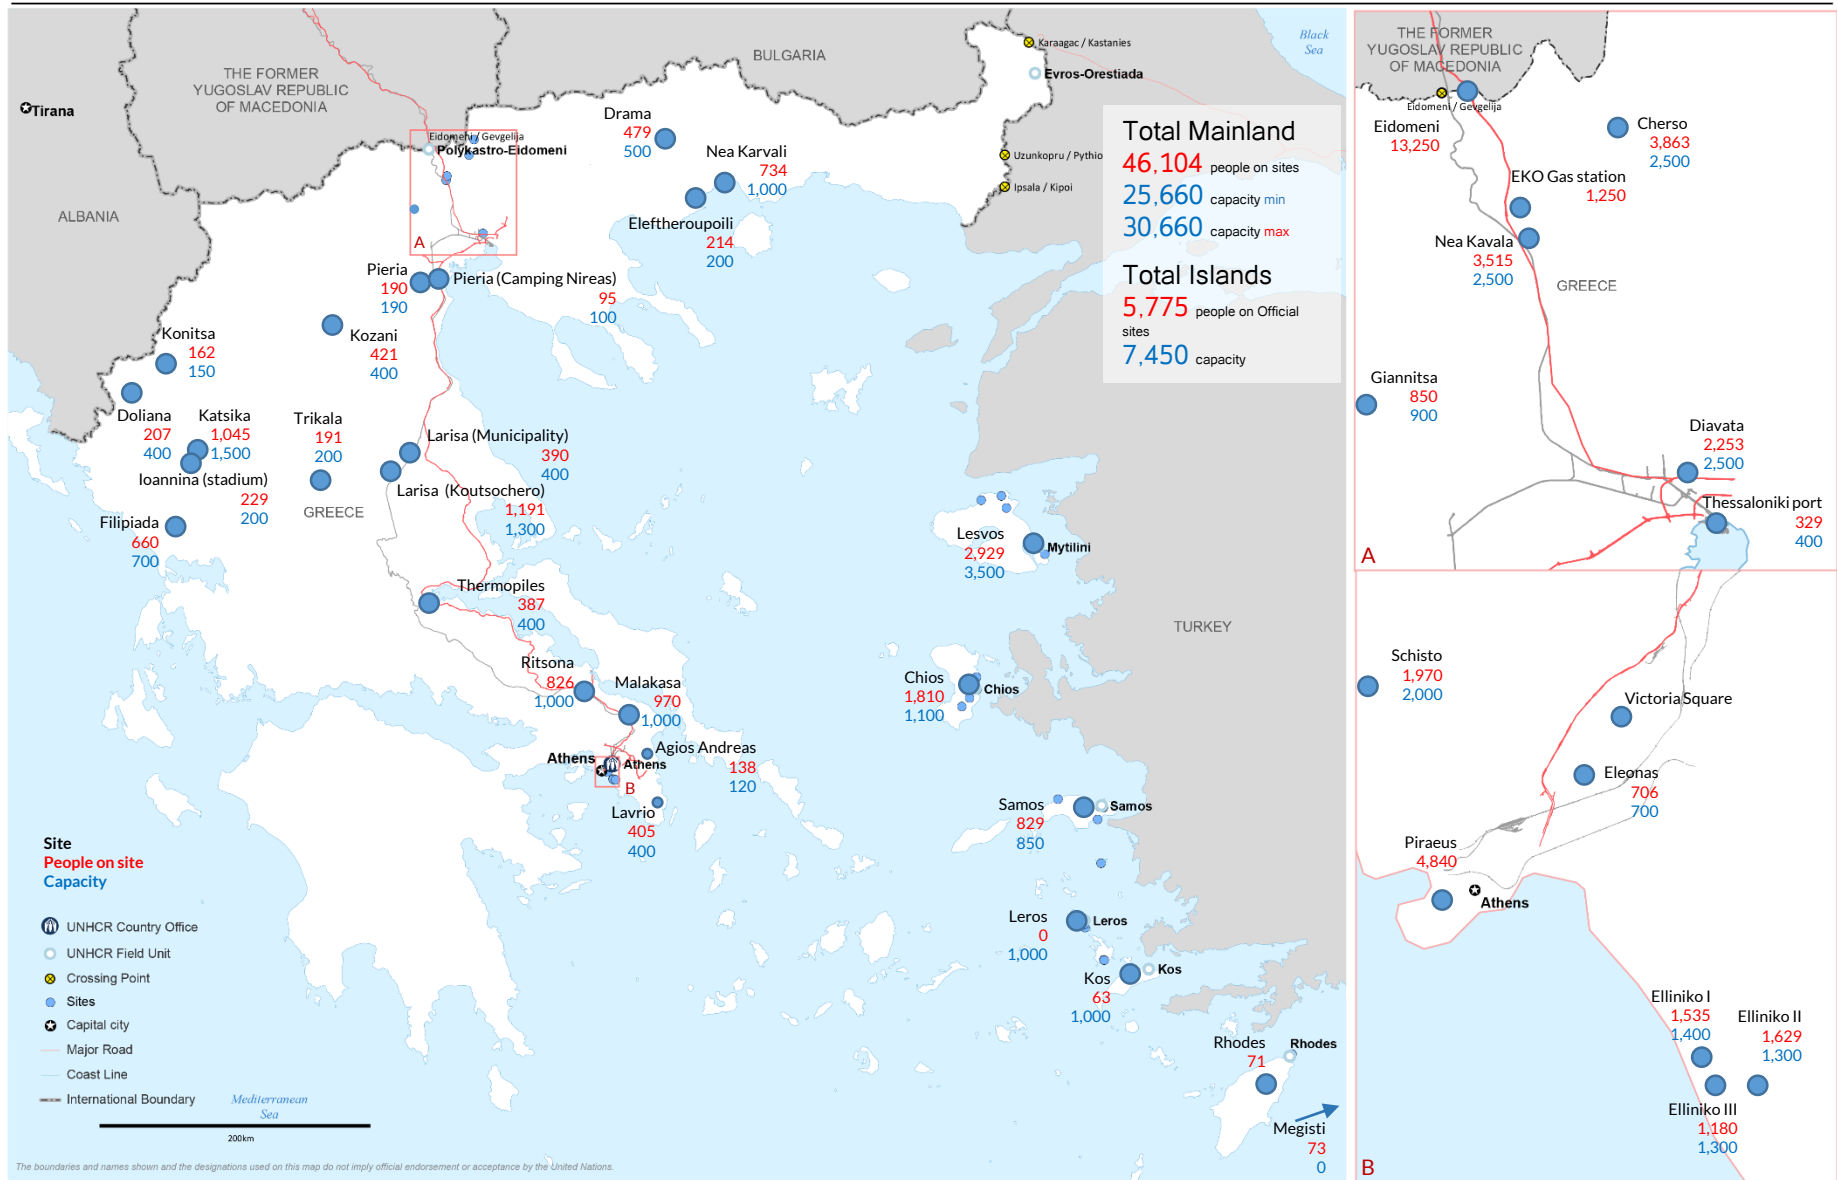 Tirana
THE FORMER
YUGOSLAV REPUBLIC
OF MACEDONIA
BULGARIA
ALBANIA
Black
Sea
Karaagac / Kastanies
Evros-Orestiada
Uzunkopru / Pythio
Ipsala / Kipoi
Eidomeni / Gevgelija
Polykastro-Eidomeni
A
Drama
479
500
Nea Karvali
734
1,000
Eleftheroupoili
214
200
Total Mainland
46,104 people on sites
25,660 capacity min
30,660 capacity max
Total Islands
5,775 people on Official
sites
7,450 capacity
Pieria
190
190
Pieria (Camping Nireas)
95
100
Kozani
421
400
Konitsa
162
150
Doliana
207
400
Katsika
1,045
1,500
Ioannina (stadium)
229
200
Trikala
191
200
Larisa (Municipality)
390
400
Larisa (Koutsochero)
1,191
1,300
GREECE
Filipiada
660
700
Thermopiles
387
400
Ritsona
826
1,000
Malakasa
970
1,000
Agios Andreas
138
120
Athens
Athens
B
Lavrio
405
400
Lesvos
2,929
3,500
Mytilini
TURKEY
Chios
1,810
1,100
Chios
Samos
829
850
Samos
Leros
0
1,000
Leros
Kos
63
1,000
Kos
Rhodes
71
Rhodes
Megisti
73
0
Site
People on site
Capacity
UNHCR Country Office
UNHCR Field Unit
Crossing Point
Sites
Capital city
Major Road
Coast Line
International Boundary
Mediterranean
Sea
200km
The boundaries and names shown and the designations used on this map do not imply official endorsement or acceptance by the United Nations.
THE FORMER
YUGOSLAV REPUBLIC
OF MACEDONIA
Eidomeni / Gevgelija
Eidomeni
13,250
Cherso
3,863
2,500
EKO Gas station
1,250
Nea Kavala
3,515
2,500
GREECE
Giannitsa
850
900
Diavata
2,253
2,500
Thessaloniki port
329
400
A
Schisto
1,970
2,000
Victoria Square
Eleonas
706
700
Piraeus
4,840
Athens
Elliniko I
1,535
1,400
Elliniko II
1,629
1,300
Elliniko III
1,180
1,300
B